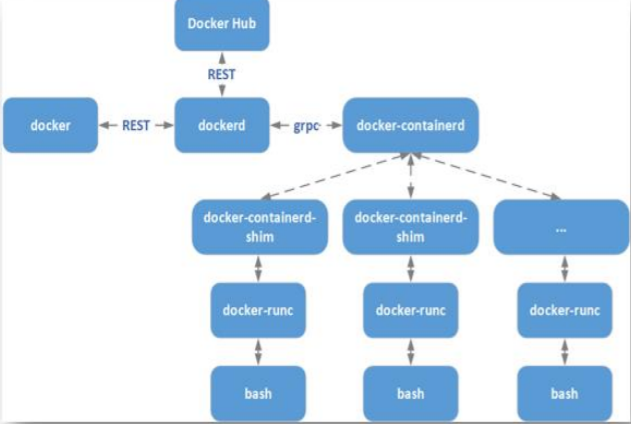 Docker Hub
REST
docker
REST
dockerd
grpc
docker-containerd
docker-containerd-
shim
docker-containerd-
shim
...
docker-runc
docker-runc
docker-runc
bash
bash
bash